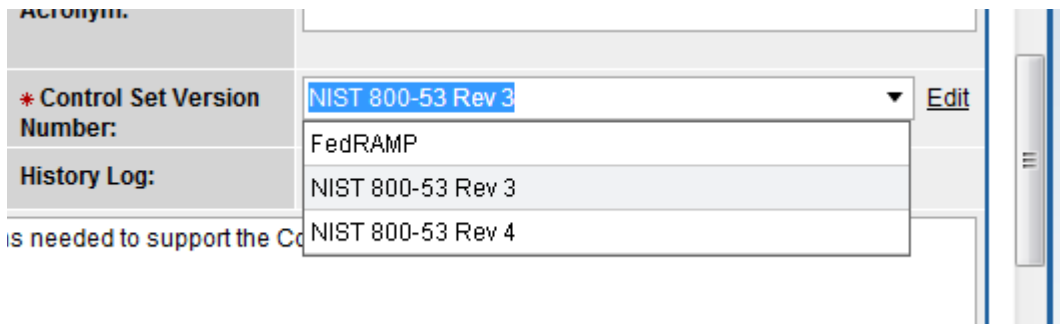 Acronym:
* Control Set Version
Number:
NIST 800-53 Rev 3
Edit
FedRAMP
NIST 800-53 Rev 3
NIST 800-53 Rev 4
History Log:
s needed to support the Co